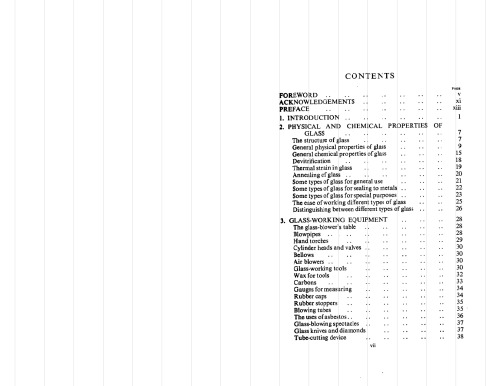 CONTENTS
PAGE
FOREWORD .. .. .. .. .. .. v
ACKNOWLEDGEMENTS .. .. .. .. .. xi
PREFACE .. .. .. .. .. .. xiii
1. INTRODUCTION .. .. .. .. .. .. 1
2. PHYSICAL AND CHEMICAL PROPERTIES OF
GLASS .. .. .. .. .. .. 7
The structure of glass .. .. .. .. .. 7
General physical properties of glass .. .. .. 9
General chemical properties of glass .. .. .. 15
Devitrification .. .. .. .. .. 18
Thermal strain in glass .. .. .. .. .. 19
Annealing of glass .. .. .. .. .. 20
Some types of glass for general use .. .. .. 21
Some types of glass for sealing to metals .. .. .. 22
Some types of glass for special purposes .. .. .. 23
The ease of working different types of glass .. .. 25
Distinguishing between different types of glass .. .. 26
3. GLASS-WORKING EQUIPMENT .. .. .. 28
The glass-blower's table .. .. .. .. .. 28
Blowpipes .. .. .. .. .. .. 28
Hand torches .. .. .. .. .. 29
Cylinder heads and valves .. .. .. .. .. 30
Bellows .. .. .. .. .. .. 30
Air blowers .. .. .. .. .. .. 30
Glass-working tools .. .. .. .. .. 30
Wax for tools .. .. .. .. .. 32
Carbons .. .. .. .. .. .. 33
Gauges for measuring .. .. .. .. .. 34
Rubber caps .. .. .. .. .. 34
Rubber stoppers .. .. .. .. .. 35
Blowing tubes .. .. .. .. .. 35
The uses of asbestos .. .. .. .. .. 36
Glass-blowing spectacles .. .. .. .. .. 37
Glass knives and diamonds .. .. .. .. 37
Tube-cutting device .. .. .. .. .. 38
vii